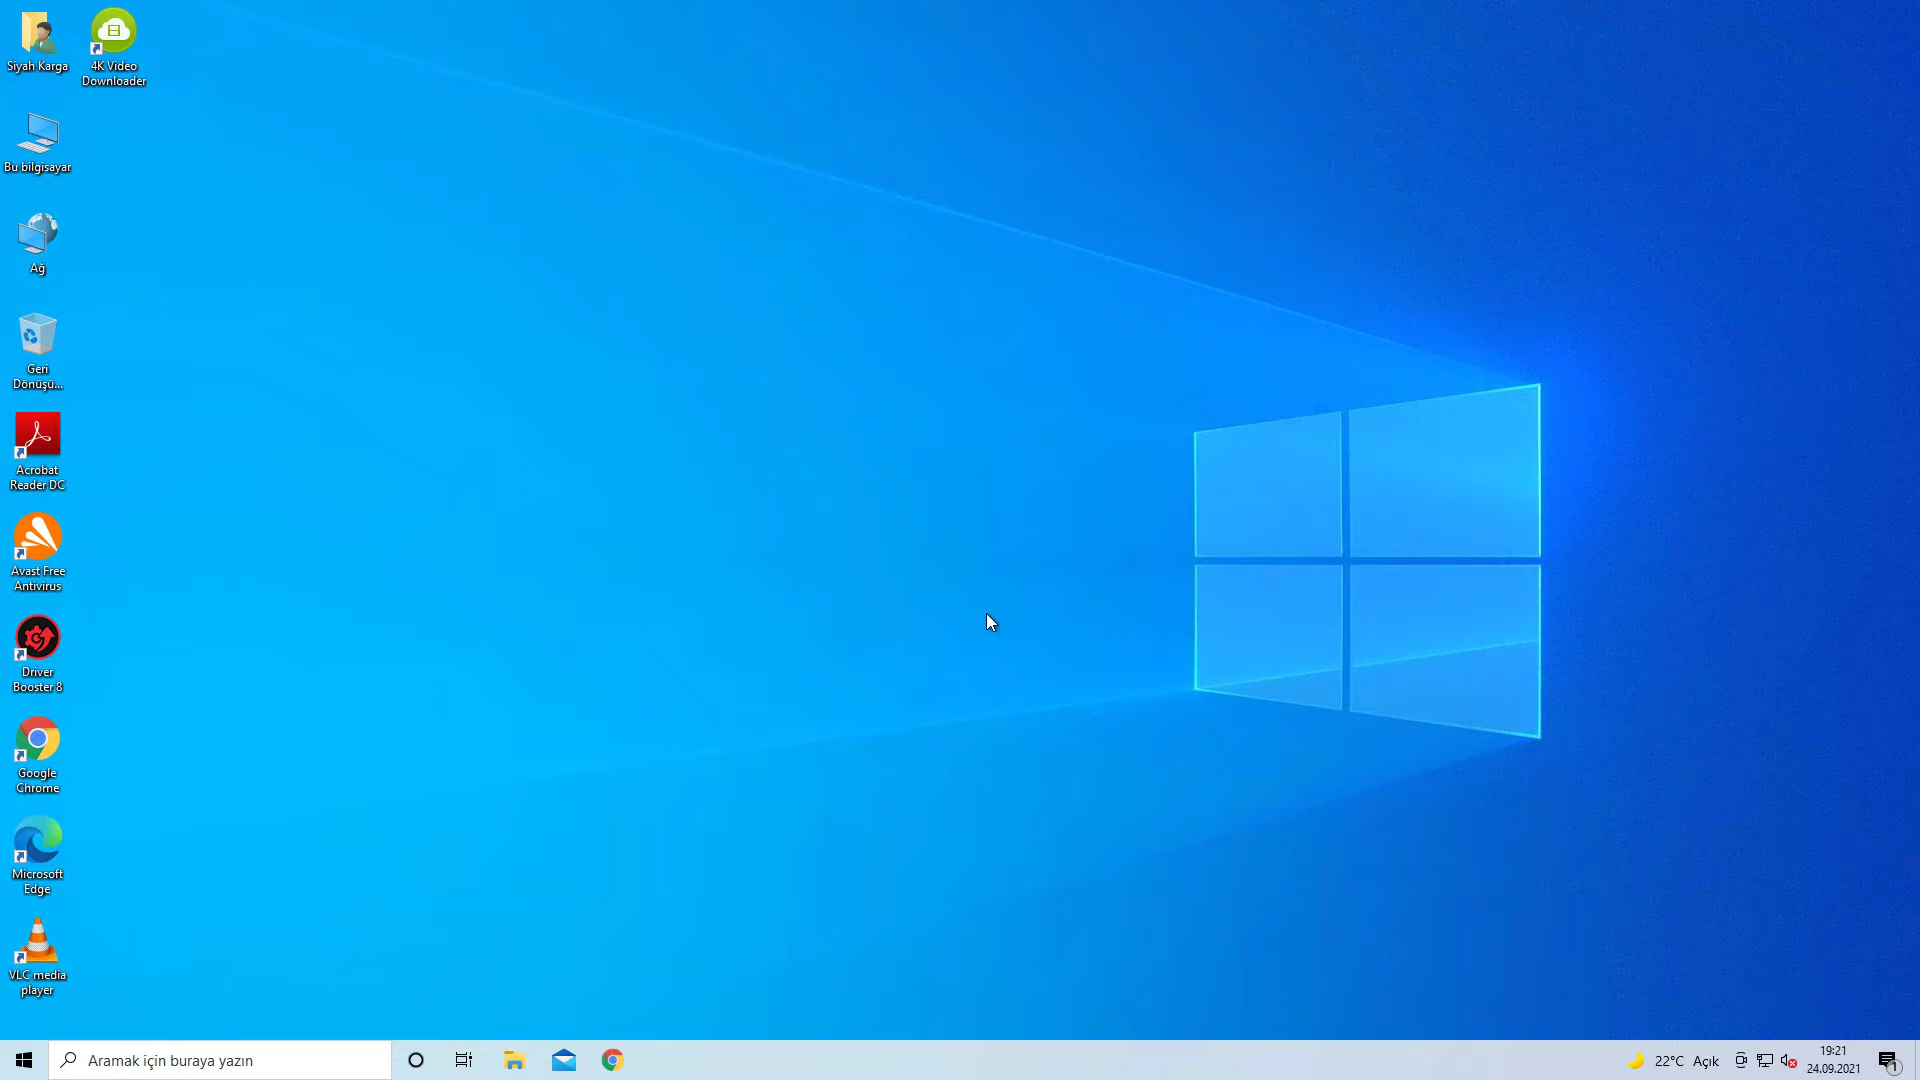 Siyah Karga
4K Video
Downloader
Bu bilgisayar
Ağ
Geri
Dönüşü...
Acrobat
Reader DC
Avast Free
Antivirus
Driver
Booster 8
Google
Chrome
Microsoft
Edge
VLC media
player
Aramak için buraya yazın
22°C Açık
19:21
24.09.2021
1